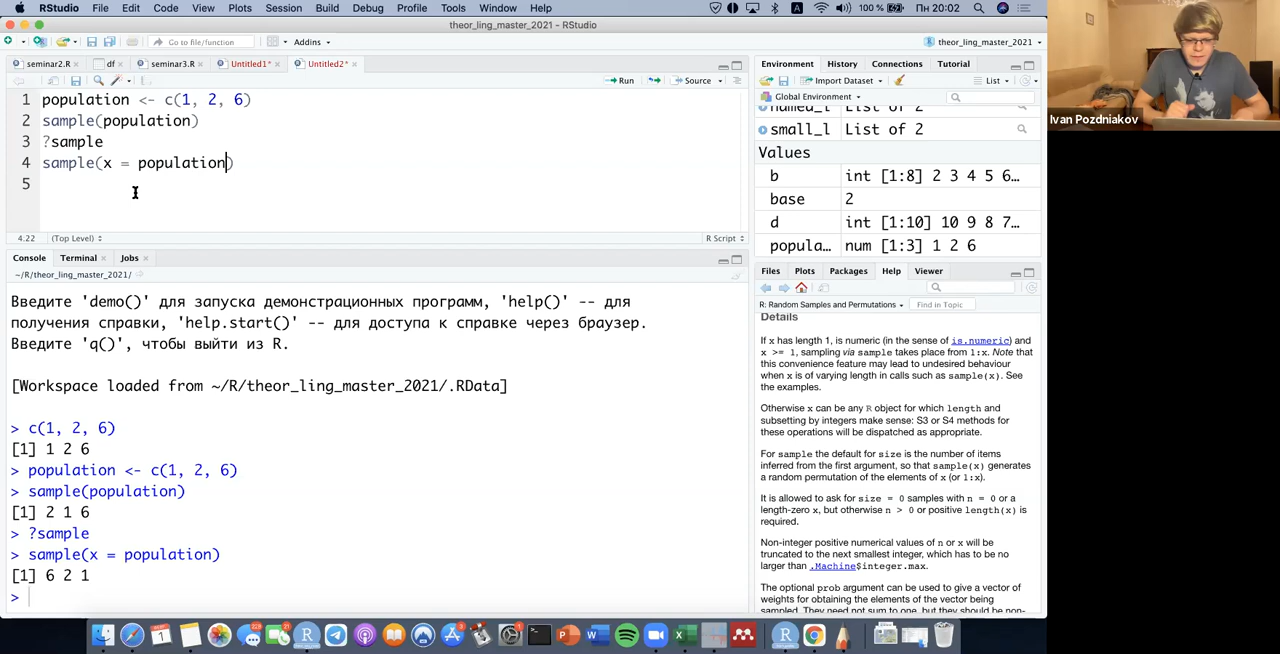 RStudio File Edit Code View Plots Session Build Debug Profile Tools Window Help A 100 % Пн 20:02
theor_ling_master_2021 - RStudio
Go to file/function Addins theor_ling_master_2021
seminar2.R df seminar3.R Untitled1* Untitled2*
Run Source
1 population <- c(1, 2, 6)
2 sample(population)
3 ?sample
4 sample(x = population)
5
4:22 (Top Level) R Script
Console Terminal Jobs
~/R/theor_ling_master_2021/
Введите 'demo()' для запуска демонстрационных программ, 'help()' -- для
получения справки, 'help.start()' -- для доступа к справке через браузер.
Введите 'q()', чтобы выйти из R.
[Workspace loaded from ~/R/theor_ling_master_2021/.RData]
> c(1, 2, 6)
[1] 1 2 6
> population <- c(1, 2, 6)
> sample(population)
[1] 2 1 6
> ?sample
> sample(x = population)
[1] 6 2 1
>
Environment History Connections Tutorial
Import Dataset List
Global Environment
named_l List of 2
small_l List of 2
Values
b int [1:8] 2 3 4 5 6…
base 2
d int [1:10] 10 9 8 7…
popula… num [1:3] 1 2 6
Files Plots Packages Help Viewer
R: Random Samples and Permutations Find in Topic
Details
If x has length 1, is numeric (in the sense of is.numeric) and
x >= 1, sampling via sample takes place from 1:x. Note that
this convenience feature may lead to undesired behaviour
when x is of varying length in calls such as sample(x). See
the examples.
Otherwise x can be any R object for which length and
subsetting by integers make sense: S3 or S4 methods for
these operations will be dispatched as appropriate.
For sample the default for size is the number of items
inferred from the first argument, so that sample(x) generates
a random permutation of the elements of x (or 1:x).
It is allowed to ask for size = 0 samples with n = 0 or a
length-zero x, but otherwise n > 0 or positive length(x) is
required.
Non-integer positive numerical values of n or x will be
truncated to the next smallest integer, which has to be no
larger than .Machine$integer.max.
The optional prob argument can be used to give a vector of
weights for obtaining the elements of the vector being
sampled. They need not sum to one, but they should be non-
Ivan Pozdniakov